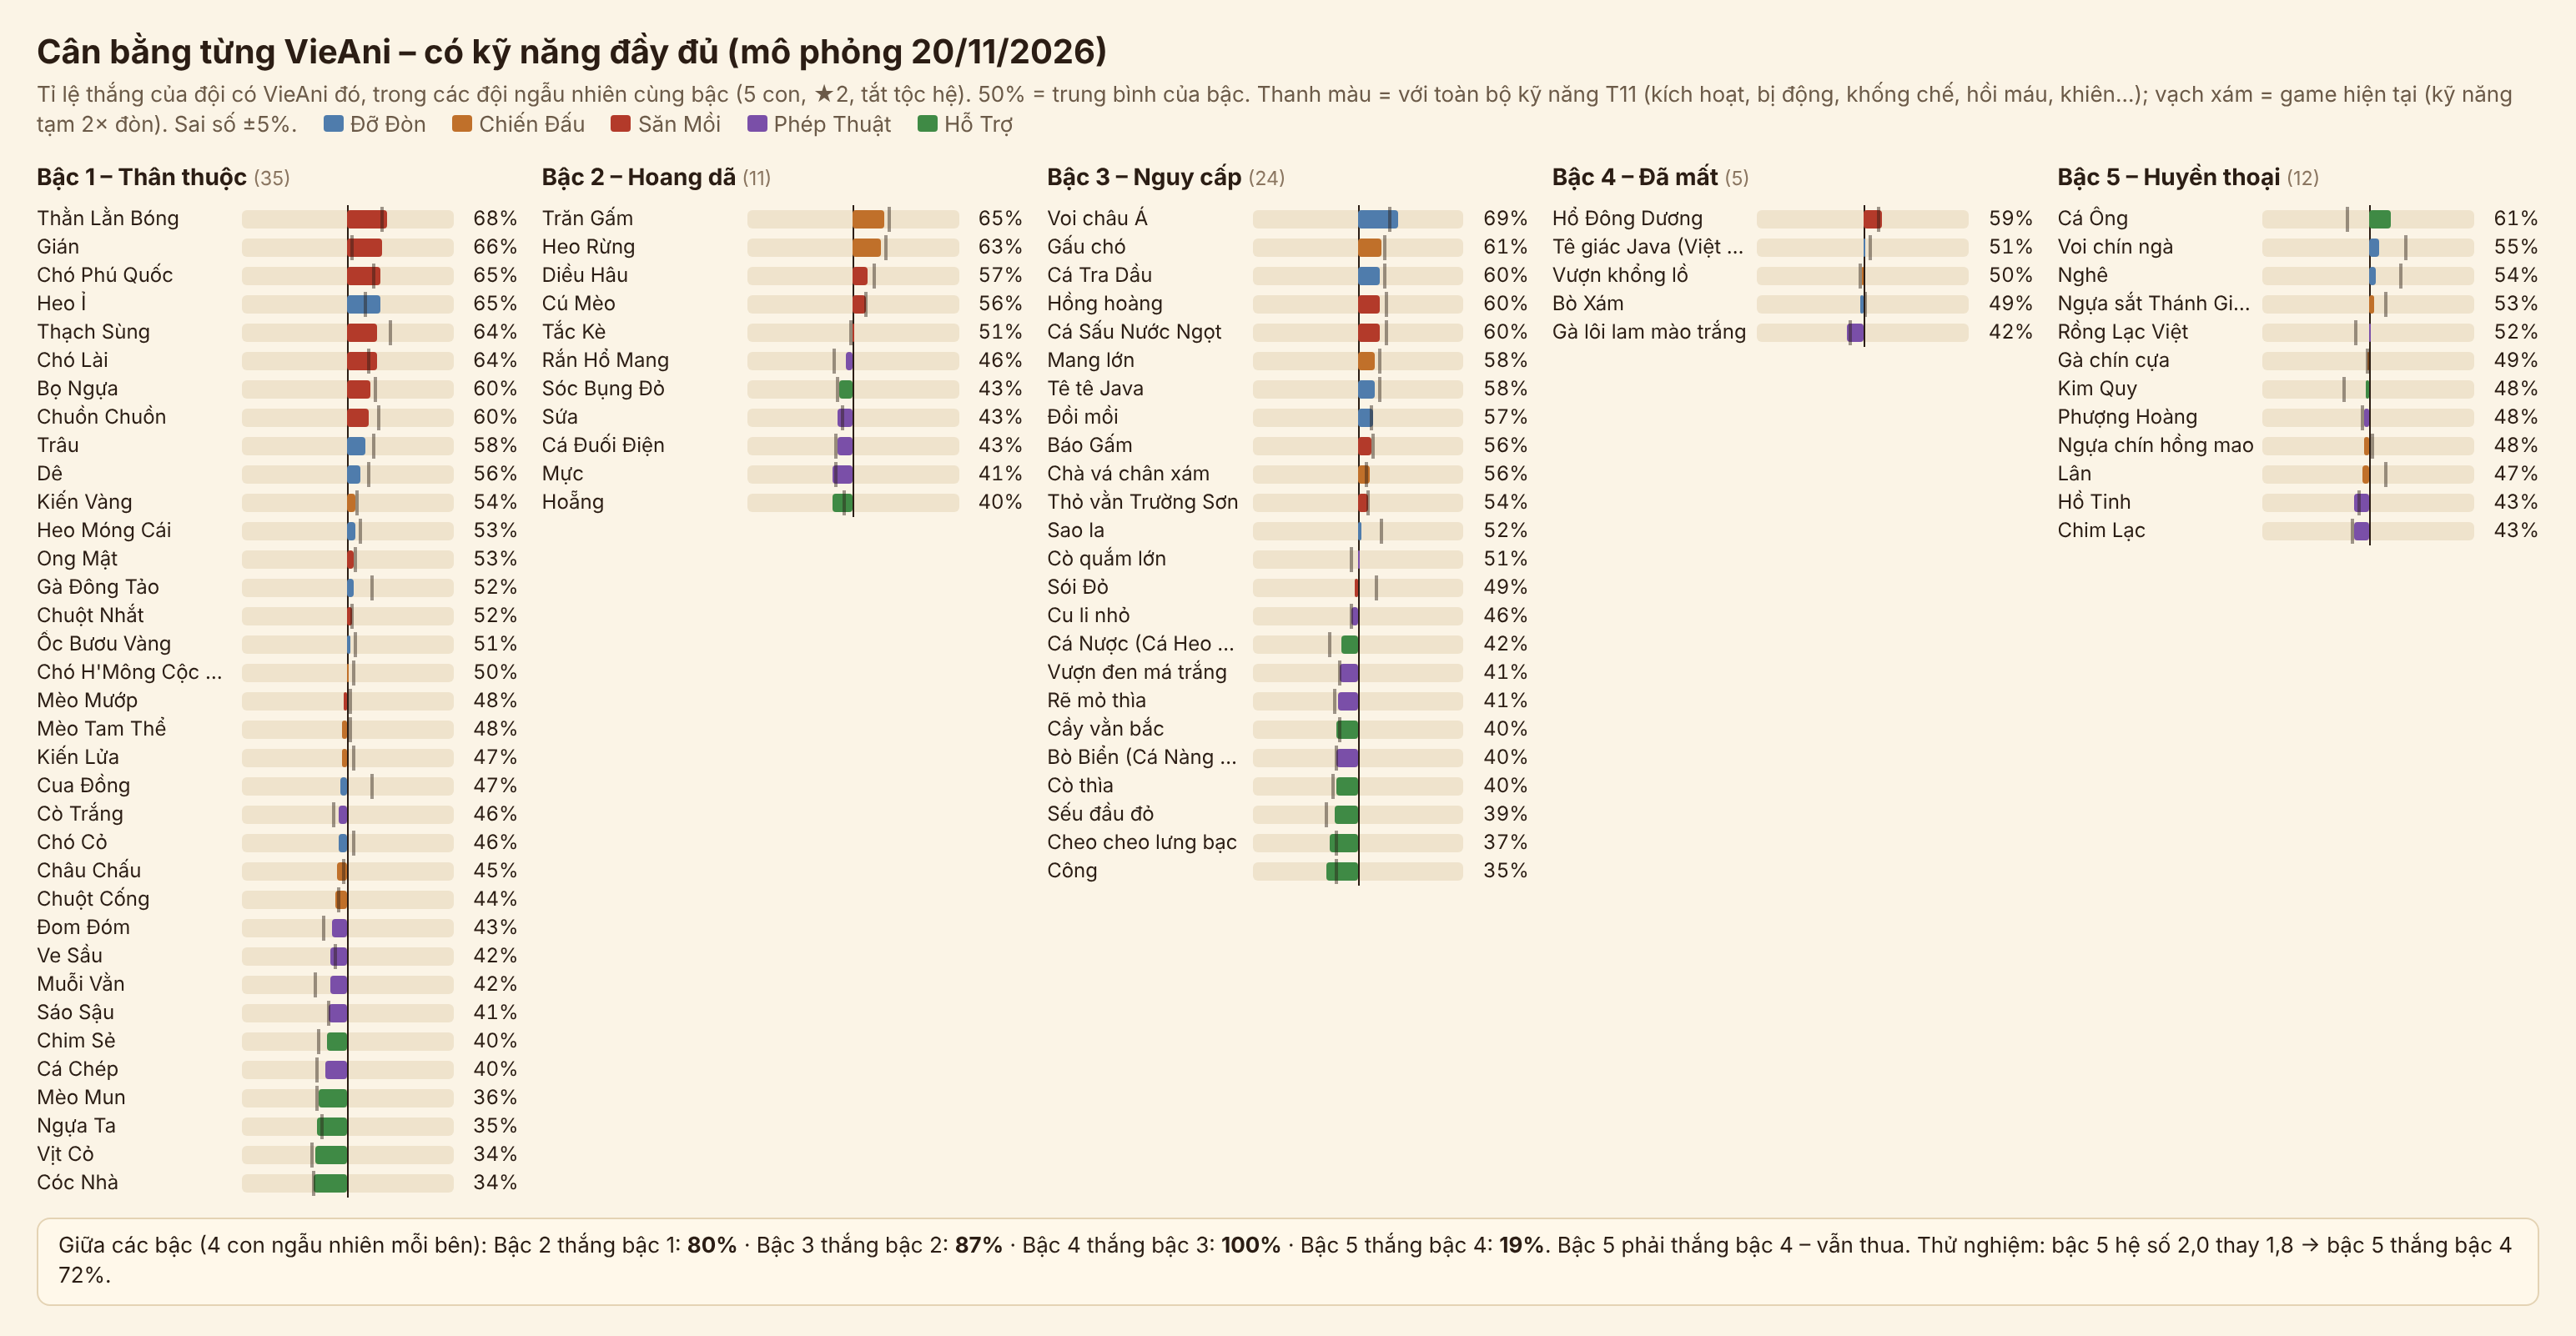 Cân bằng từng VieAni – có kỹ năng đầy đủ (mô phỏng 20/11/2026)
Tỉ lệ thắng của đội có VieAni đó, trong các đội ngẫu nhiên cùng bậc (5 con, ★2, tắt tộc hệ). 50% = trung bình của bậc. Thanh màu = với toàn bộ kỹ năng T11 (kích hoạt, bị động, khống chế, hồi máu, khiên...); vạch xám = game hiện tại (kỹ năng
tạm 2× đòn). Sai số ±5%. Đỡ Đòn Chiến Đấu Săn Mồi Phép Thuật Hỗ Trợ
Bậc 1 – Thân thuộc (35)
Thằn Lằn Bóng 68%
Gián 66%
Chó Phú Quốc 65%
Heo Ỉ 65%
Thạch Sùng 64%
Chó Lài 64%
Bọ Ngựa 60%
Chuồn Chuồn 60%
Trâu 58%
Dê 56%
Kiến Vàng 54%
Heo Móng Cái 53%
Ong Mật 53%
Gà Đông Tảo 52%
Chuột Nhắt 52%
Ốc Bươu Vàng 51%
Chó H'Mông Cộc ... 50%
Mèo Mướp 48%
Mèo Tam Thể 48%
Kiến Lửa 47%
Cua Đồng 47%
Cò Trắng 46%
Chó Cỏ 46%
Châu Chấu 45%
Chuột Cống 44%
Đom Đóm 43%
Ve Sầu 42%
Muỗi Vằn 42%
Sáo Sậu 41%
Chim Sẻ 40%
Cá Chép 40%
Mèo Mun 36%
Ngựa Ta 35%
Vịt Cỏ 34%
Cóc Nhà 34%
Bậc 2 – Hoang dã (11)
Trăn Gấm 65%
Heo Rừng 63%
Diều Hâu 57%
Cú Mèo 56%
Tắc Kè 51%
Rắn Hổ Mang 46%
Sóc Bụng Đỏ 43%
Sứa 43%
Cá Đuối Điện 43%
Mực 41%
Hoẵng 40%
Bậc 3 – Nguy cấp (24)
Voi châu Á 69%
Gấu chó 61%
Cá Tra Dầu 60%
Hồng hoàng 60%
Cá Sấu Nước Ngọt 60%
Mang lớn 58%
Tê tê Java 58%
Đồi mồi 57%
Báo Gấm 56%
Chà vá chân xám 56%
Thỏ vằn Trường Sơn 54%
Sao la 52%
Cò quắm lớn 51%
Sói Đỏ 49%
Cu li nhỏ 46%
Cá Nược (Cá Heo ... 42%
Vượn đen má trắng 41%
Rẽ mỏ thìa 41%
Cầy vằn bắc 40%
Bò Biển (Cá Nàng ... 40%
Cò thìa 40%
Sếu đầu đỏ 39%
Cheo cheo lưng bạc 37%
Công 35%
Bậc 4 – Đã mất (5)
Hổ Đông Dương 59%
Tê giác Java (Việt ... 51%
Vượn khổng lồ 50%
Bò Xám 49%
Gà lôi lam mào trắng 42%
Bậc 5 – Huyền thoại (12)
Cá Ông 61%
Voi chín ngà 55%
Nghê 54%
Ngựa sắt Thánh Gi... 53%
Rồng Lạc Việt 52%
Gà chín cựa 49%
Kim Quy 48%
Phượng Hoàng 48%
Ngựa chín hồng mao 48%
Lân 47%
Hồ Tinh 43%
Chim Lạc 43%
Giữa các bậc (4 con ngẫu nhiên mỗi bên): Bậc 2 thắng bậc 1: 80% · Bậc 3 thắng bậc 2: 87% · Bậc 4 thắng bậc 3: 100% · Bậc 5 thắng bậc 4: 19%. Bậc 5 phải thắng bậc 4 – vẫn thua. Thử nghiệm: bậc 5 hệ số 2,0 thay 1,8 → bậc 5 thắng bậc 4
72%.